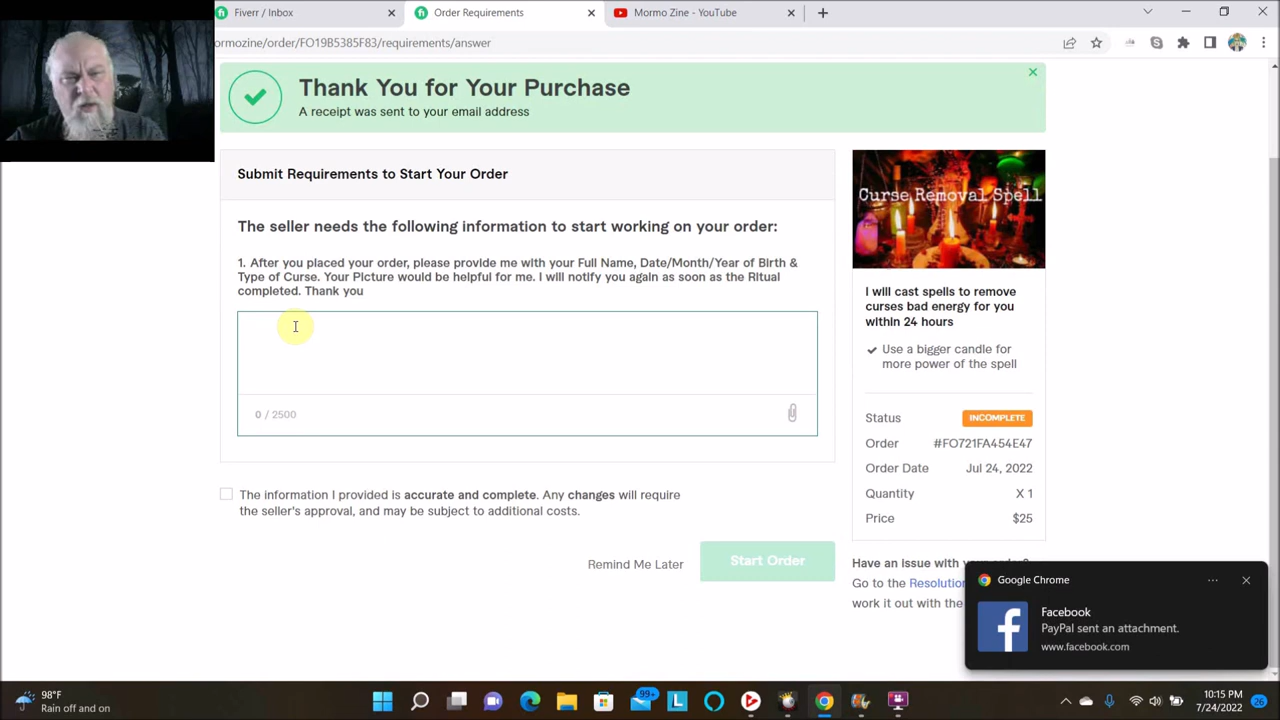 Fiverr / Inbox
Order Requirements
Momo Zine - YouTube
ormozine/order/FO19B5385F83/requirements/answer
Thank You for Your Purchase
A receipt was sent to your email address
Submit Requirements to Start Your Order
The seller needs the following information to start working on your order:
1. After you placed your order, please provide me with your Full Name, Date/Month/Year of Birth &
Type of Curse. Your Picture would be helpful for me. I will notify you again as soon as the Ritual
completed. Thank you
0 / 2500
The information I provided is accurate and complete. Any changes will require
the seller's approval, and may be subject to additional costs.
Remind Me Later
Start Order
Curse Removal Spell
I will cast spells to remove
curses bad energy for you
within 24 hours
Use a bigger candle for
more power of the spell
Status INCOMPLETE
Order #FO721FA454E47
Order Date Jul 24, 2022
Quantity X 1
Price $25
Have an issue with your order?
Go to the Resolution
work it out with the
Google Chrome
Facebook
PayPal sent an attachment.
www.facebook.com
98°F
Rain off and on
99+
10:15 PM
7/24/2022
26